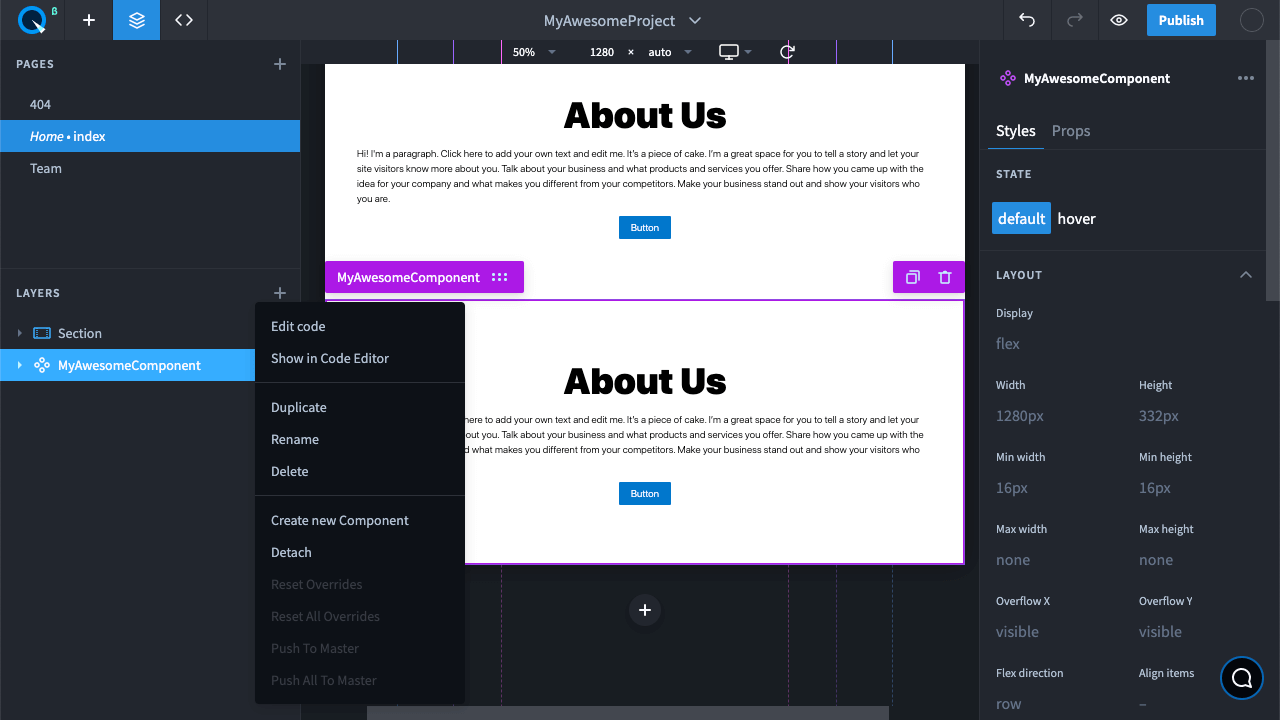 β
MyAwesomeProject
Publish
PAGES
404
Home • index
Team
LAYERS
Section
MyAwesomeComponent
50%
1280 × auto
About Us
Hi! I'm a paragraph. Click here to add your own text and edit me. It's a piece of cake. I'm a great space for you to tell a story and let your
site visitors know more about you. Talk about your business and what products and services you offer. Share how you came up with the
idea for your company and what makes you different from your competitors. Make your business stand out and show your visitors who
you are.
Button
MyAwesomeComponent
About Us
here to add your own text and edit me. It's a piece of cake. I'm a great space for you to tell a story and let your
out you. Talk about your business and what products and services you offer. Share how you came up with the
d what makes you different from your competitors. Make your business stand out and show your visitors who
Button
Edit code
Show in Code Editor
Duplicate
Rename
Delete
Create new Component
Detach
Reset Overrides
Reset All Overrides
Push To Master
Push All To Master
MyAwesomeComponent
Styles Props
STATE
default hover
LAYOUT
Display
flex
Width Height
1280px 332px
Min width Min height
16px 16px
Max width Max height
none none
Overflow X Overflow Y
visible visible
Flex direction Align items
row –